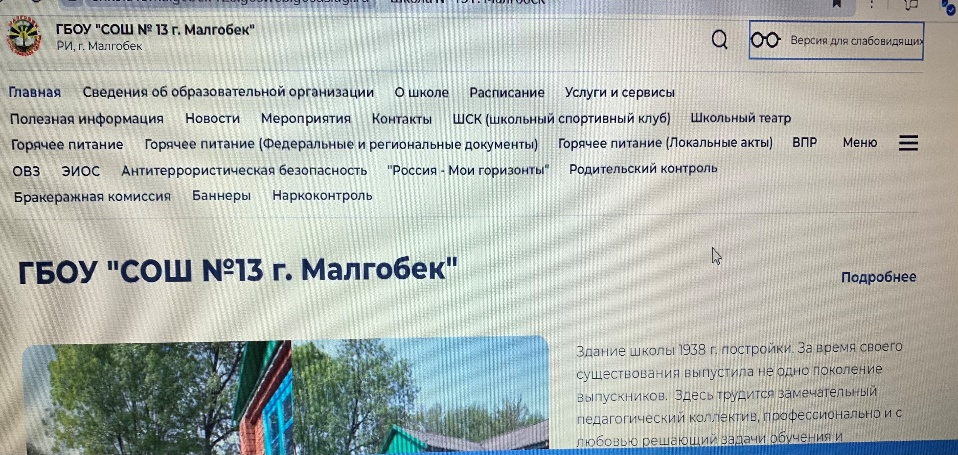 ГБОУ "СОШ № 13 г. Малгобек"
РИ, г. Малгобек
Версия для слабовидящих
Главная Сведения об образовательной организации О школе Расписание Услуги и сервисы
Полезная информация Новости Мероприятия Контакты ШСК (школьный спортивный клуб) Школьный театр
Горячее питание Горячее питание (Федеральные и региональные документы) Горячее питание (Локальные акты) ВПР Меню
ОВЗ ЭИОС Антитеррористическая безопасность "Россия - Мои горизонты" Родительский контроль
Бракеражная комиссия Баннеры Наркоконтроль
ГБОУ "СОШ №13 г. Малгобек"
Подробнее
Здание школы 1938 г. постройки. За время своего
существования выпустила не одно поколение
выпускников. Здесь трудится замечательный
педагогический коллектив, профессионально и с
любовью решающий задачи обучения и